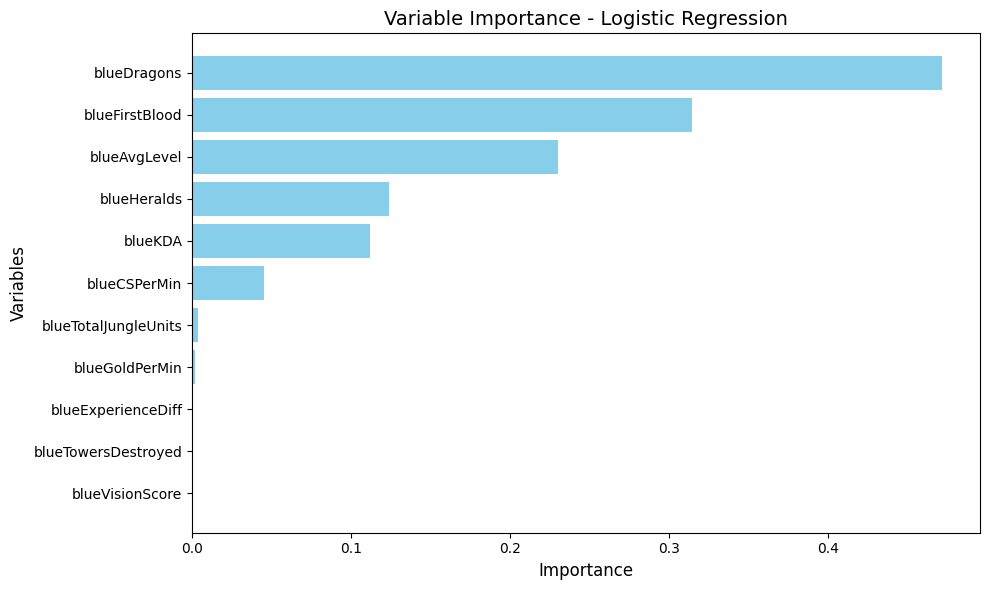 Variable Importance - Logistic Regression
Variables
blueDragons
blueFirstBlood
blueAvgLevel
blueHeralds
blueKDA
blueCSPerMin
blueTotalJungleUnits
blueGoldPerMin
blueExperienceDiff
blueTowersDestroyed
blueVisionScore
0.0 0.1 0.2 0.3 0.4
Importance